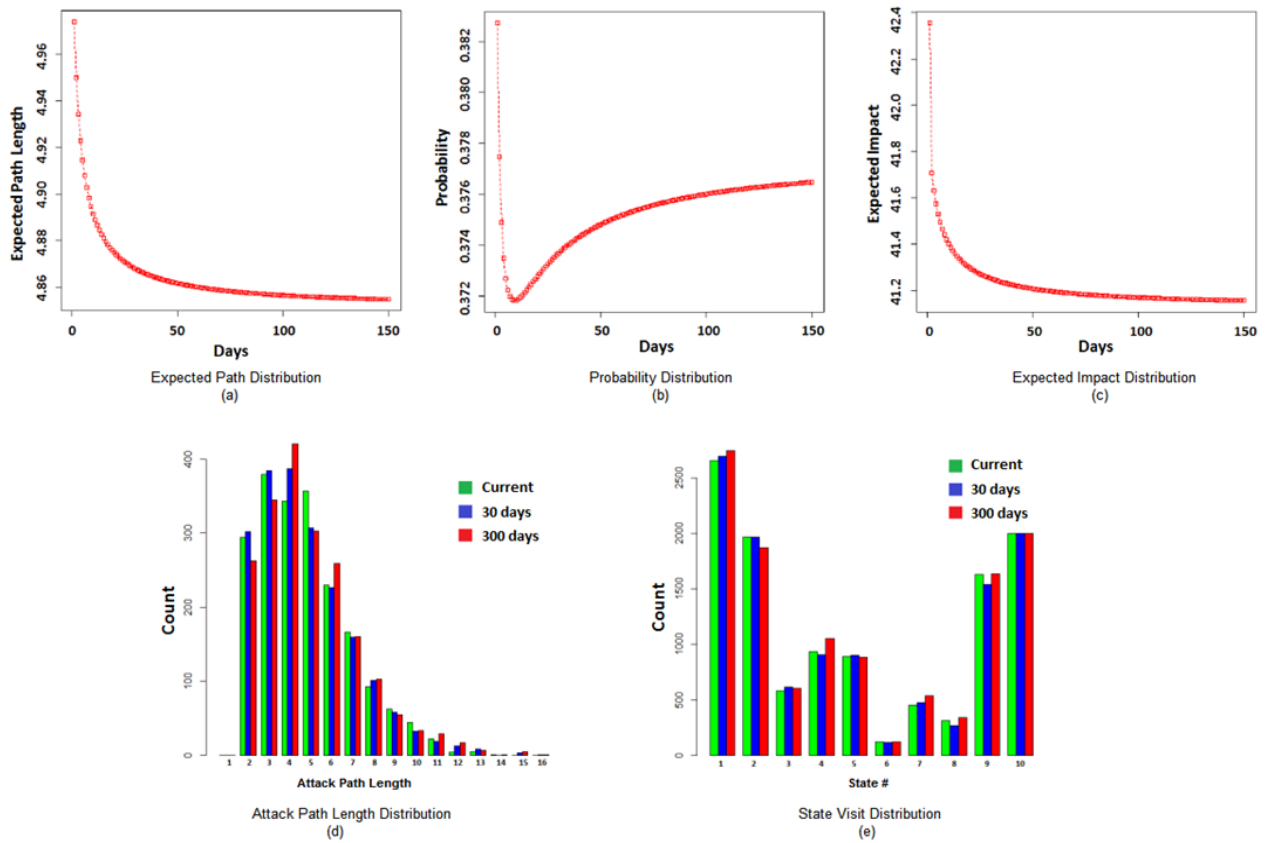 4.96
4.94
4.92
4.90
4.88
4.86
Expected Path Length
0 50 100 150
Days
Expected Path Distribution
(a)
0.382
0.380
0.378
0.376
0.374
0.372
Probability
0 50 100 150
Days
Probability Distribution
(b)
42.4
42.2
42.0
41.8
41.6
41.4
41.2
Expected Impact
0 50 100 150
Days
Expected Impact Distribution
(c)
400
300
200
100
0
Count
Current
30 days
300 days
1 2 3 4 5 6 7 8 9 10 11 12 13 14 15 16
Attack Path Length
Attack Path Length Distribution
(d)
2500
2000
1500
1000
500
0
Count
Current
30 days
300 days
1 2 3 4 5 6 7 8 9 10
State #
State Visit Distribution
(e)